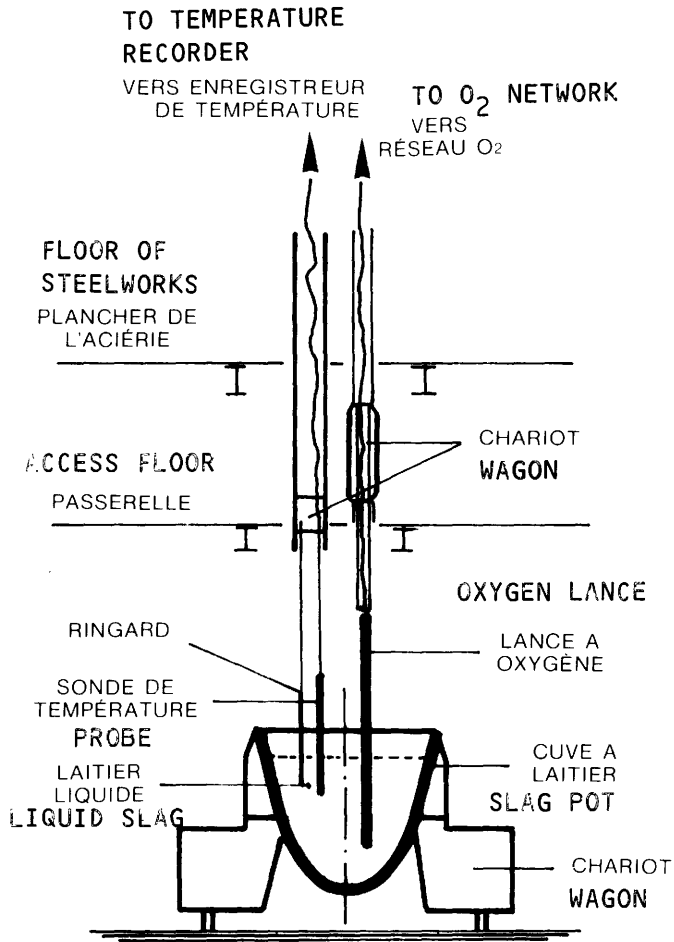 TO TEMPERATURE
RECORDER
VERS ENREGISTREUR
DE TEMPÉRATURE
TO O2 NETWORK
VERS
RÉSEAU O2
FLOOR OF
STEELWORKS
PLANCHER DE
L'ACIÉRIE
CHARIOT
WAGON
ACCESS FLOOR
PASSERELLE
OXYGEN LANCE
RINGARD
LANCE A
OXYGÈNE
SONDE DE
TEMPÉRATURE
PROBE
LAITIER
LIQUIDE
LIQUID SLAG
CUVE A
LAITIER
SLAG POT
CHARIOT
WAGON